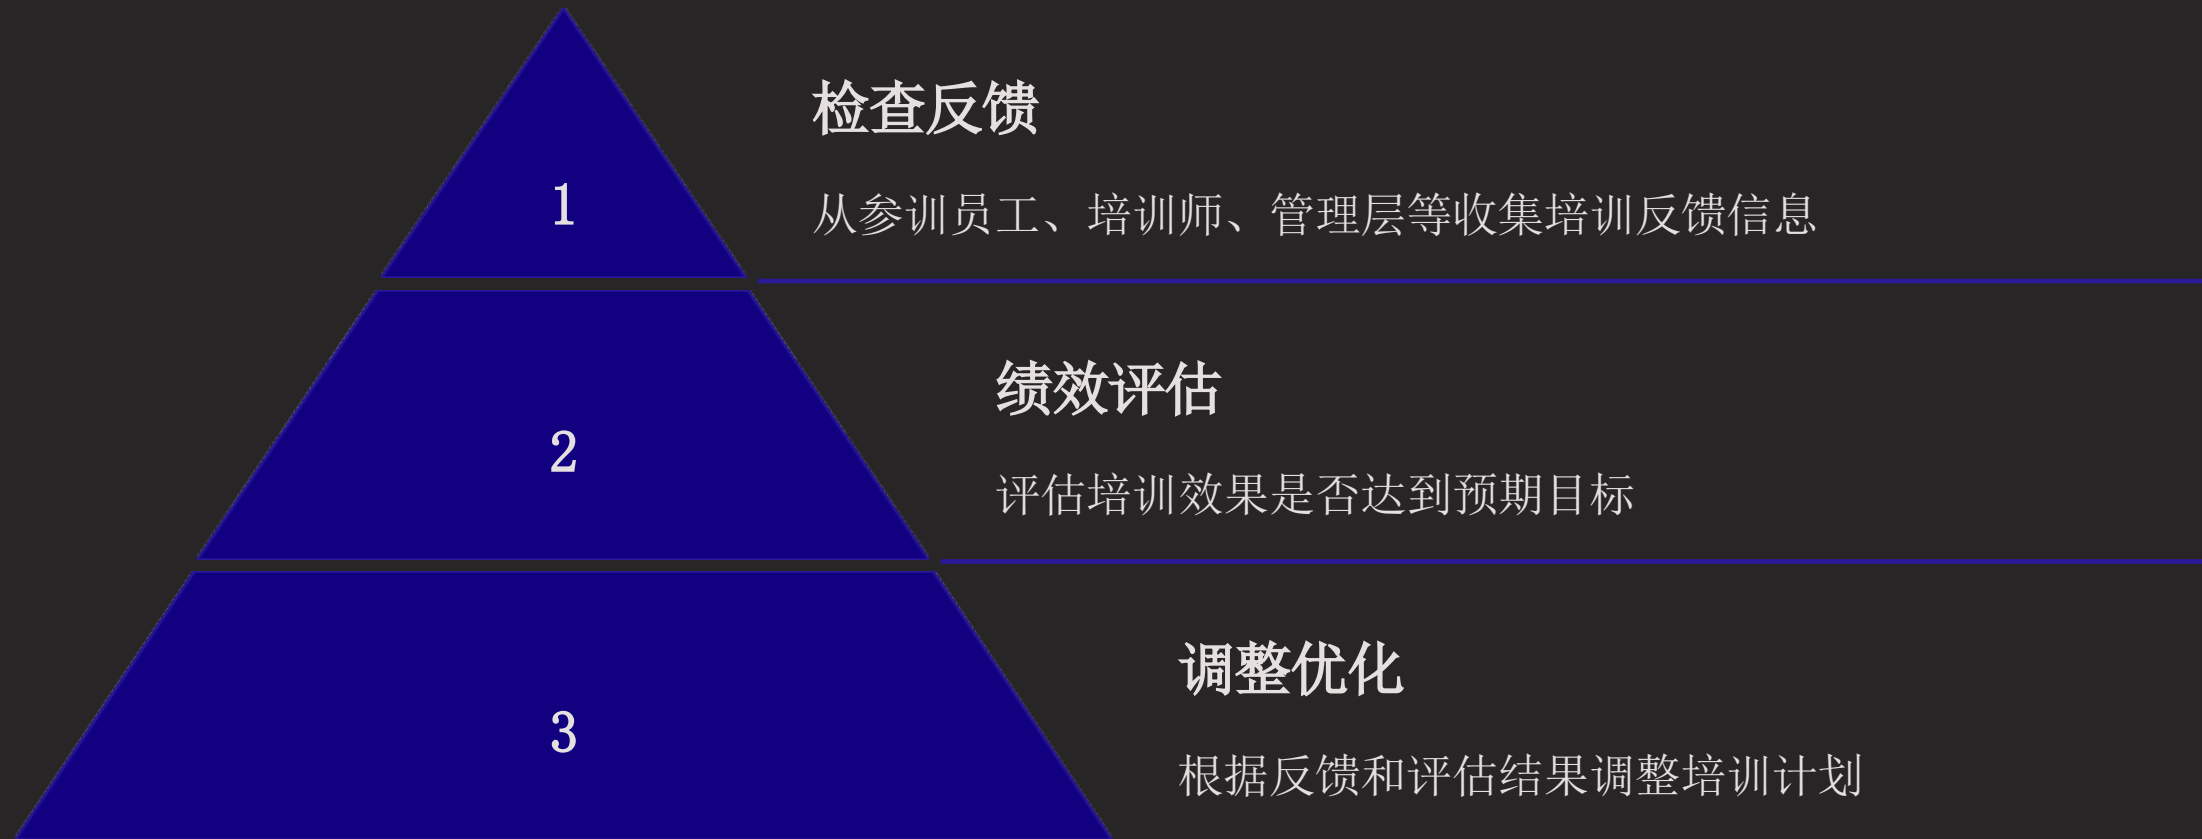 1
检查反馈
从参训员工、培训师、管理层等收集培训反馈信息
2
绩效评估
评估培训效果是否达到预期目标
3
调整优化
根据反馈和评估结果调整培训计划